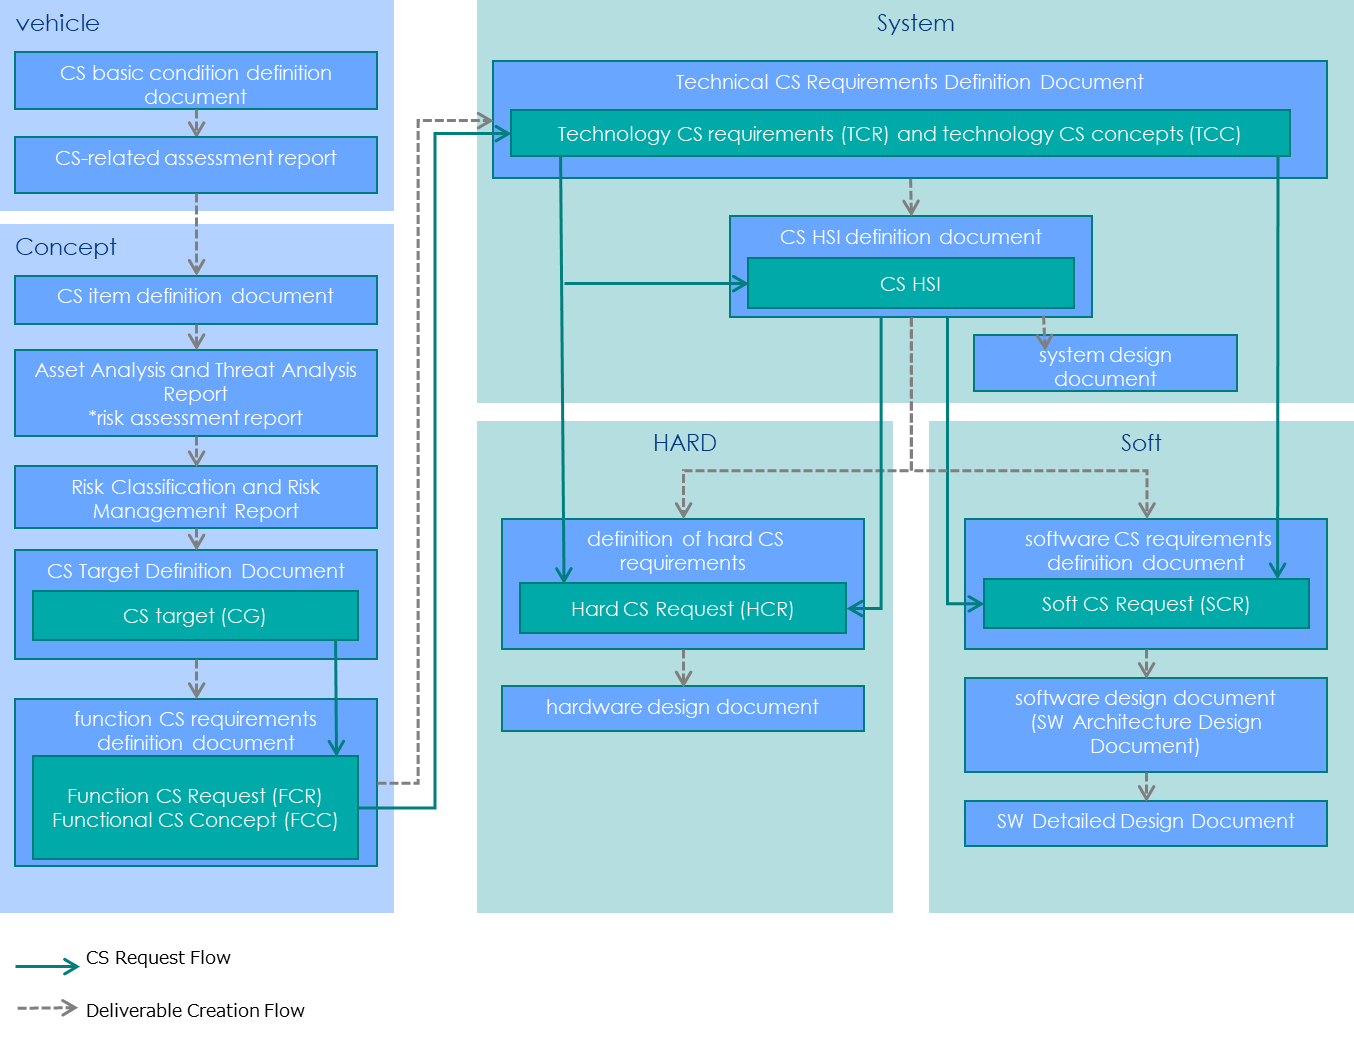 vehicle
CS basic condition definition
document
CS-related assessment report
Concept
CS item definition document
Asset Analysis and Threat Analysis
Report
*risk assessment report
Risk Classification and Risk
Management Report
CS Target Definition Document
CS target (CG)
function CS requirements
definition document
Function CS Request (FCR)
Functional CS Concept (FCC)
System
Technical CS Requirements Definition Document
Technology CS requirements (TCR) and technology CS concepts (TCC)
CS HSI definition document
CS HSI
system design
document
HARD
definition of hard CS
requirements
Hard CS Request (HCR)
hardware design document
Soft
software CS requirements
definition document
Soft CS Request (SCR)
software design document
(SW Architecture Design
Document)
SW Detailed Design Document
CS Request Flow
Deliverable Creation Flow